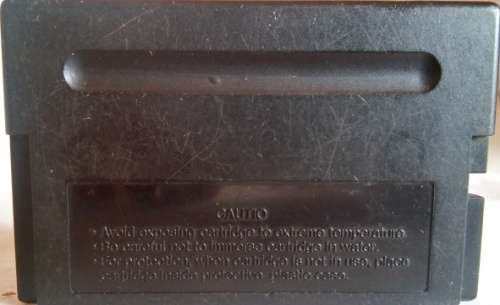 CAUTIO
• Avoid exposing cartridge to extreme temperature.
• Be careful not to immerse cartridge in water.
• For protection, when cartridge is not in use, place
cartridge inside protective plastic case.